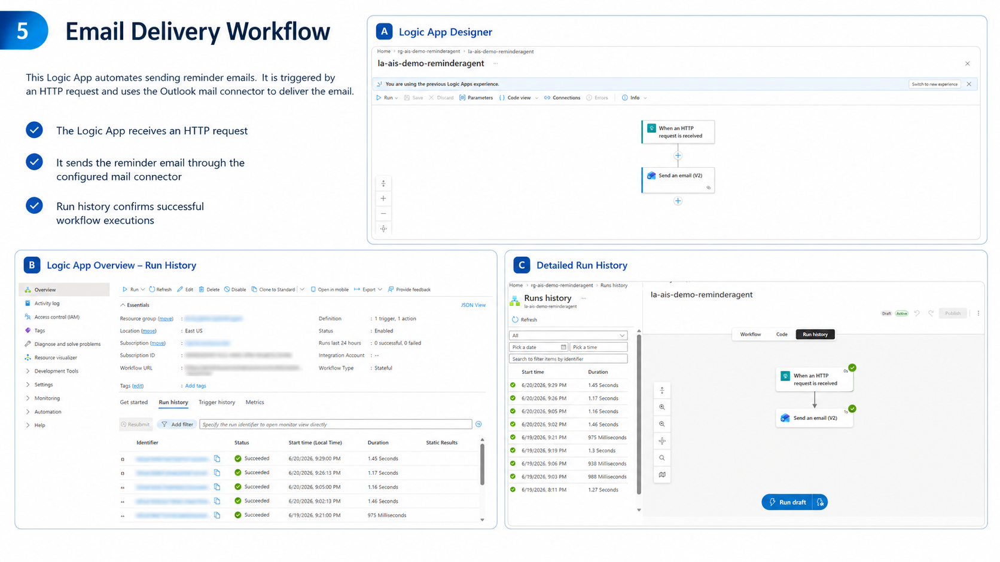 5
Email Delivery Workflow
This Logic App automates sending reminder emails. It is triggered by
an HTTP request and uses the Outlook mail connector to deliver the email.
The Logic App receives an HTTP request
It sends the reminder email through the
configured mail connector
Run history confirms successful
workflow executions
A Logic App Designer
Home > rg-ais-demo-reminderagent > la-ais-demo-reminderagent
la-ais-demo-reminderagent ...
You are using the previous Logic Apps experience. Switch to new experience
Run Save Discard Parameters Code view Connections Errors Info
When an HTTP
request is received
Send an email (V2)
B Logic App Overview – Run History
Overview
Activity log
Access control (IAM)
Tags
Diagnose and solve problems
Resource visualizer
Development Tools
Settings
Monitoring
Automation
Help
Run Refresh Edit Delete Disable Clone to Standard Open in mobile Export Provide feedback
Essentials JSON View
Resource group (move) : Definition : 1 trigger, 1 action
Location (mose) : East US Status : Enabled
Subscription (move) : Runs last 24 hours : 0 successful, 0 failed
Subscription ID : Integration Account : --
Workflow URL : Workflow Type : Stateful
Tags (edit) : Add tags
Get started Run history Trigger history Metrics
Resubmit Add filter Specify the run identifier to open monitor view directly
Identifier Status Start time (Local Time) Duration Static Results
Succeeded 6/20/2026, 9:29:00 PM 1.45 Seconds
Succeeded 6/20/2026, 9:26:13 PM 1.17 Seconds
Succeeded 6/20/2026, 9:05:00 PM 1.16 Seconds
Succeeded 6/20/2026, 9:02:13 PM 1.46 Seconds
Succeeded 6/19/2026, 9:21:00 PM 975 Milliseconds
C Detailed Run History
Home > rg-ais-demo-reminderagent > Runs history
Runs history ...
la-ais-demo-reminderagent
Refresh
All
Pick a date Pick a time
Search to filter items by identifier
Start time Duration
6/20/2026, 9:29 PM 1.45 Seconds
6/20/2026, 9:26 PM 1.17 Seconds
6/20/2026, 9:05 PM 1.16 Seconds
6/20/2026, 9:02 PM 1.46 Seconds
6/19/2026, 9:21 PM 975 Milliseconds
6/19/2026, 9:19 PM 1.3 Seconds
6/19/2026, 9:06 PM 938 Milliseconds
6/19/2026, 9:03 PM 988 Milliseconds
6/19/2026, 8:11 PM 1.27 Seconds
la-ais-demo-reminderagent
Draft Active Publish
Workflow Code Run history
0s
When an HTTP
request is received
1s
Send an email (V2)
Run draft